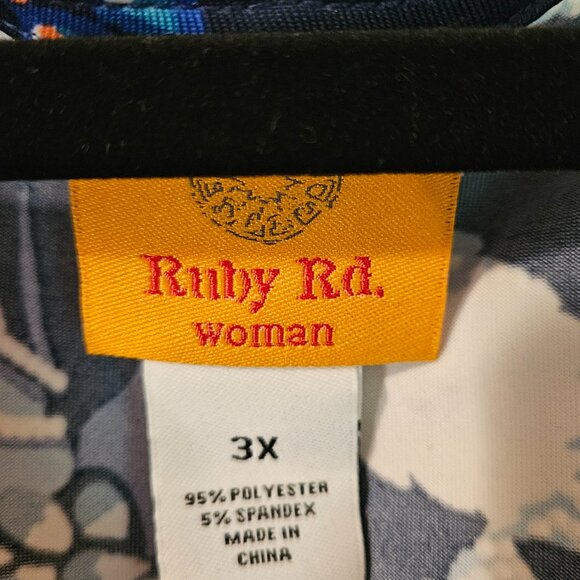 Ruby Rd.
woman
3X
95% POLYESTER
5% SPANDEX
MADE IN
CHINA